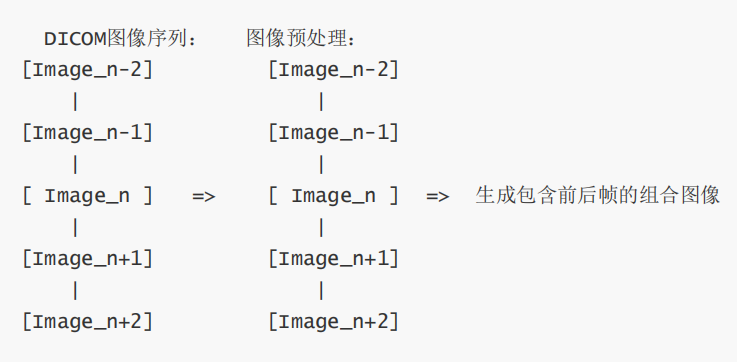 DICOM图像序列： 图像预处理：
[Image_n-2] [Image_n-2]
| |
[Image_n-1] [Image_n-1]
| |
[ Image_n ] => [ Image_n ] => 生成包含前后帧的组合图像
| |
[Image_n+1] [Image_n+1]
| |
[Image_n+2] [Image_n+2]